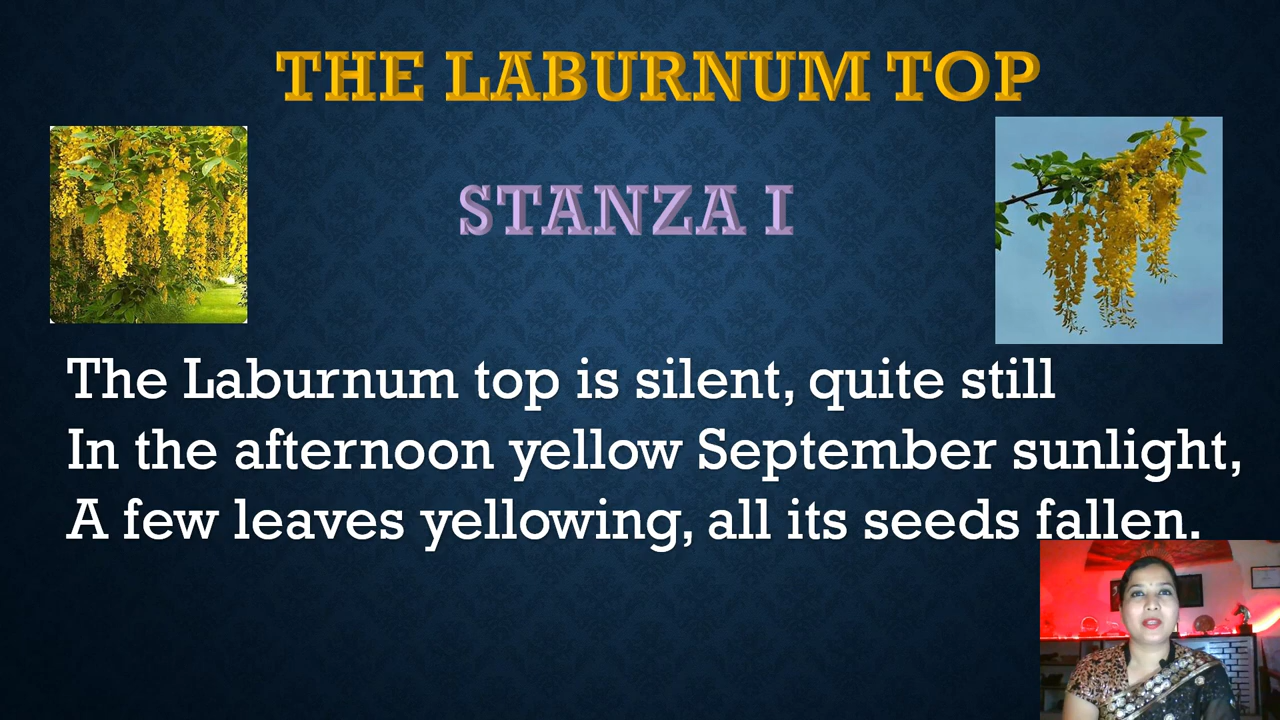 THE LABURNUM TOP
STANZA I
The Laburnum top is silent, quite still
In the afternoon yellow September sunlight,
A few leaves yellowing, all its seeds fallen.